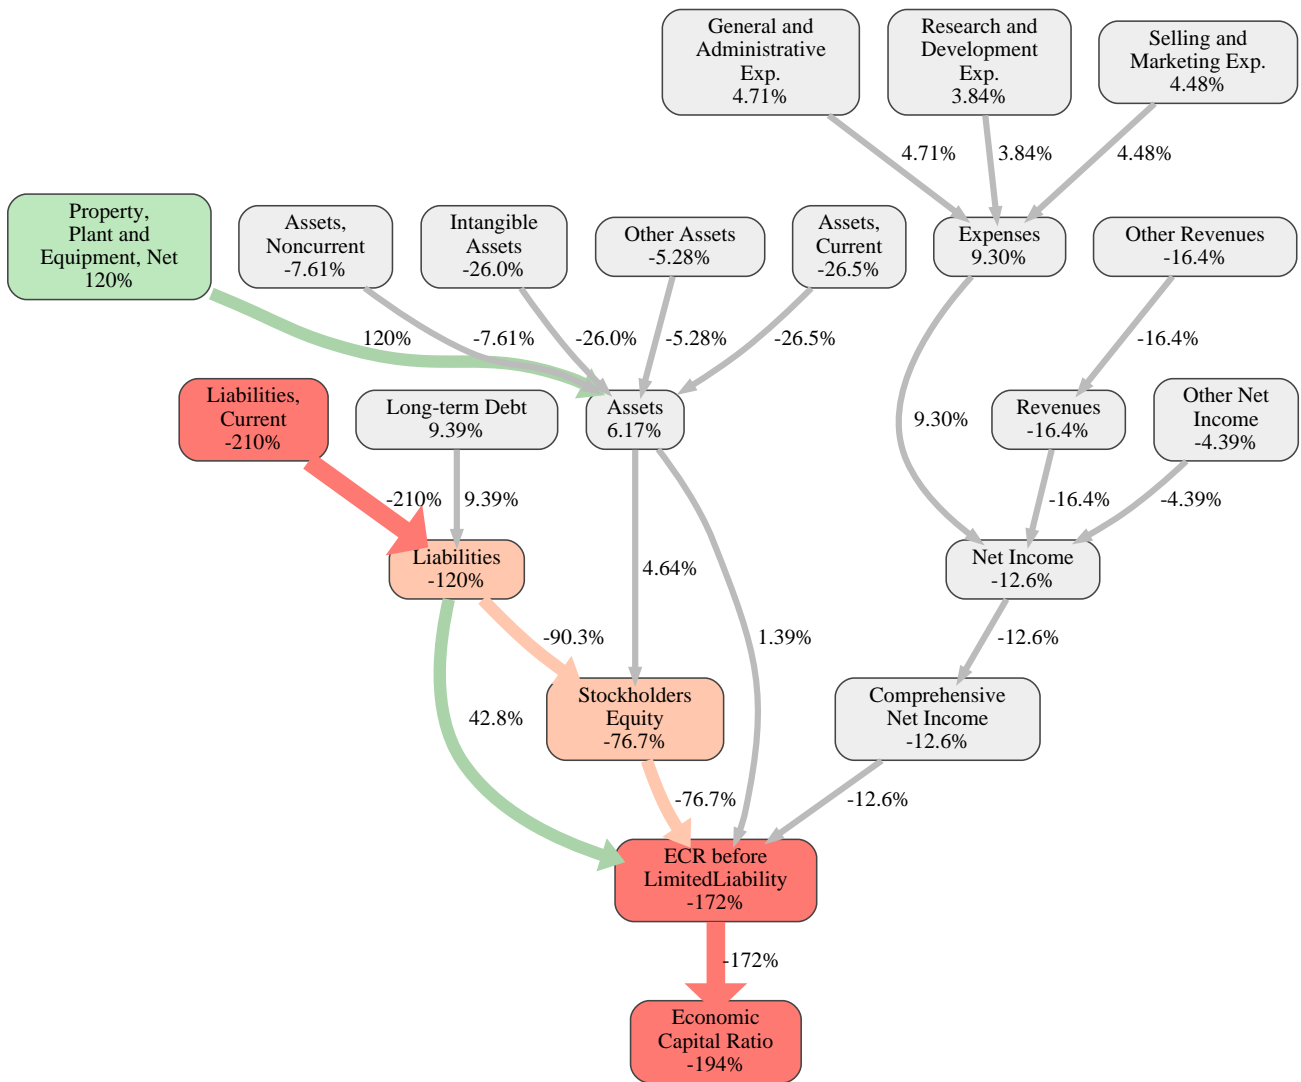 General and
Administrative
Exp.
4.71%
Research and
Development
Exp.
3.84%
Selling and
Marketing Exp.
4.48%
4.71%
3.84%
4.48%
Property,
Plant and
Equipment, Net
120%
Assets,
Noncurrent
-7.61%
Intangible
Assets
-26.0%
Other Assets
-5.28%
Assets,
Current
-26.5%
Expenses
9.30%
Other Revenues
-16.4%
120%
-7.61%
-26.0%
-5.28%
-26.5%
-16.4%
Liabilities,
Current
-210%
Long-term Debt
9.39%
Assets
6.17%
9.30%
Revenues
-16.4%
Other Net
Income
-4.39%
-210%
9.39%
-16.4%
-4.39%
Liabilities
-120%
4.64%
Net Income
-12.6%
-90.3%
1.39%
-12.6%
42.8%
Stockholders
Equity
-76.7%
Comprehensive
Net Income
-12.6%
-76.7%
-12.6%
ECR before
LimitedLiability
-172%
-172%
Economic
Capital Ratio
-194%